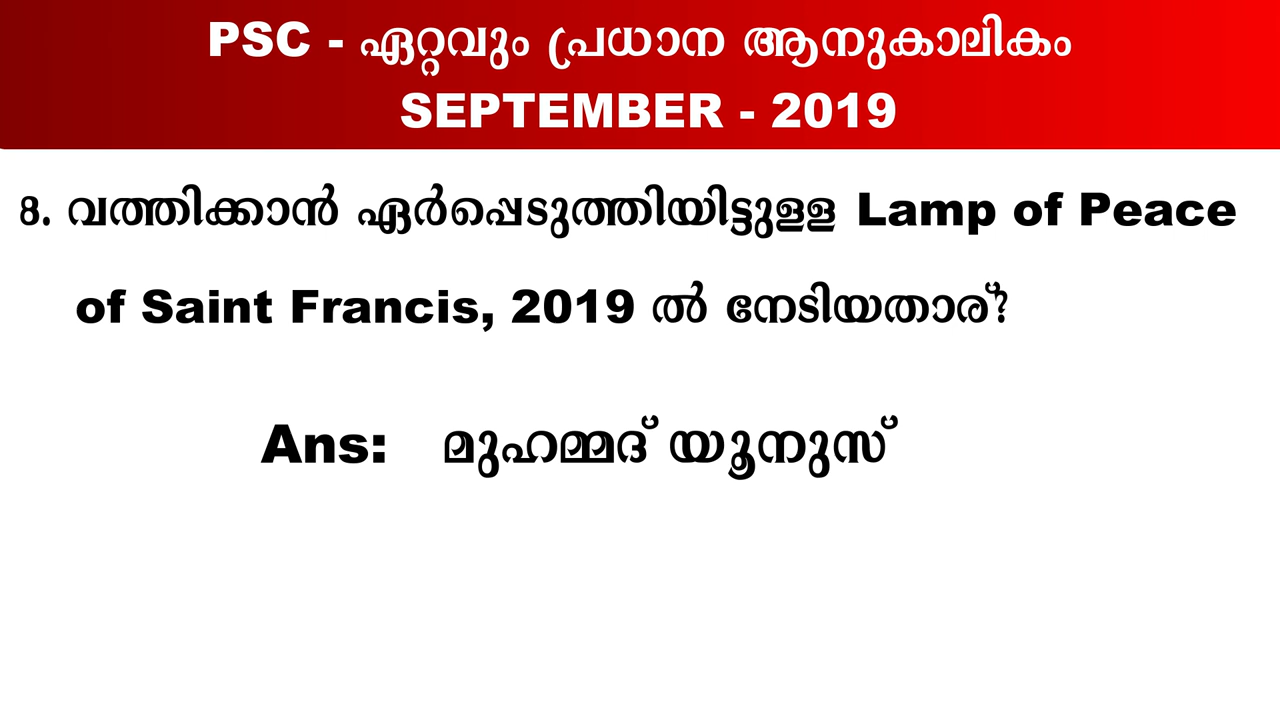 PSC - ഏറ്റവും പ്രധാന ആനുകാലികം
SEPTEMBER - 2019
8. വത്തിക്കാൻ ഏർപ്പെടുത്തിയിട്ടുള്ള Lamp of Peace
of Saint Francis, 2019 ൽ നേടിയതാര്?
Ans: മുഹമ്മദ് യൂനുസ്